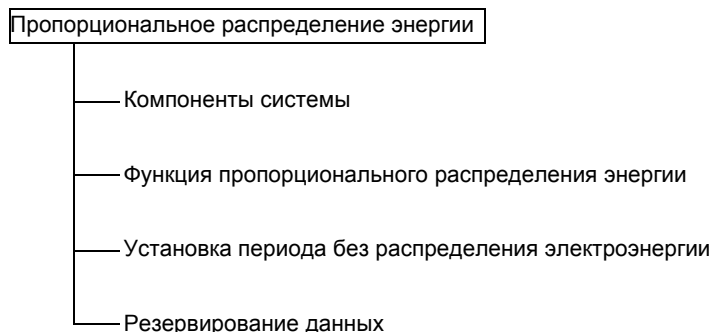 Пропорциональное распределение энергии
Компоненты системы
Функция пропорционального распределения энергии
Установка периода без распределения электроэнергии
Резервирование данных